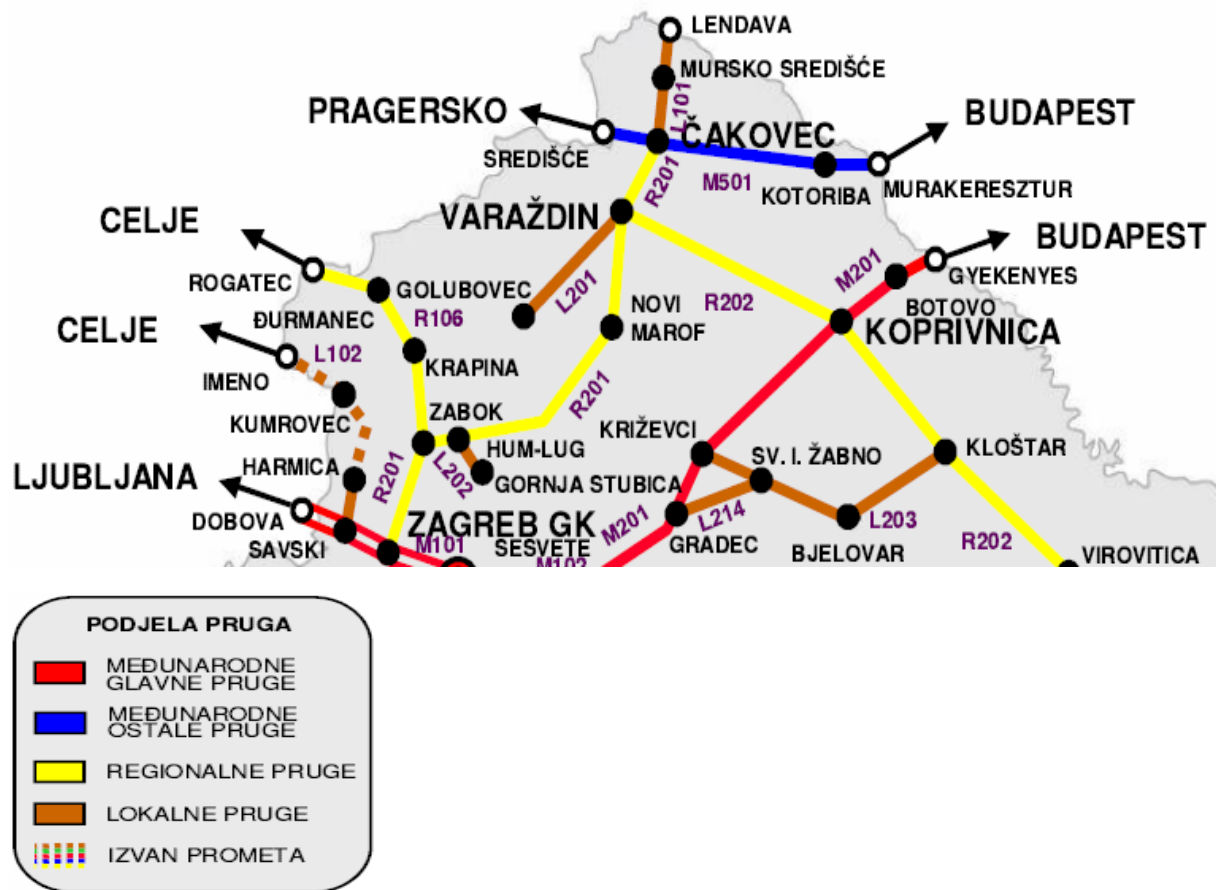 LENDAVA
MURSKO SREDIŠĆE
L101
PRAGERSKO
BUDAPEST
SREDIŠĆE
ČAKOVEC
R201
M501
KOTORIBA
MURAKERESZTUR
VARAŽDIN
CELJE
BUDAPEST
ROGATEC
GOLUBOVEC
L201
M201
GYEKENYES
R202
BOTOVO
ĐURMANEC
R106
NOVI
MAROF
KOPRIVNICA
CELJE
L102
IMENO
KRAPINA
R201
KUMROVEC
ZABOK
HUM-LUG
KRIŽEVCI
SV. I. ŽABNO
KLOŠTAR
HARMICA
R201
L202
GORNJA STUBICA
LJUBLJANA
DOBOVA
SAVSKI
ZAGREB GK
M101
SESVETE
M102
M201
L214
GRADEC
BJELOVAR
L203
R202
VIROVITICA
PODJELA PRUGA
MEĐUNARODNE
GLAVNE PRUGE
MEĐUNARODNE
OSTALE PRUGE
REGIONALNE PRUGE
LOKALNE PRUGE
IZVAN PROMETA